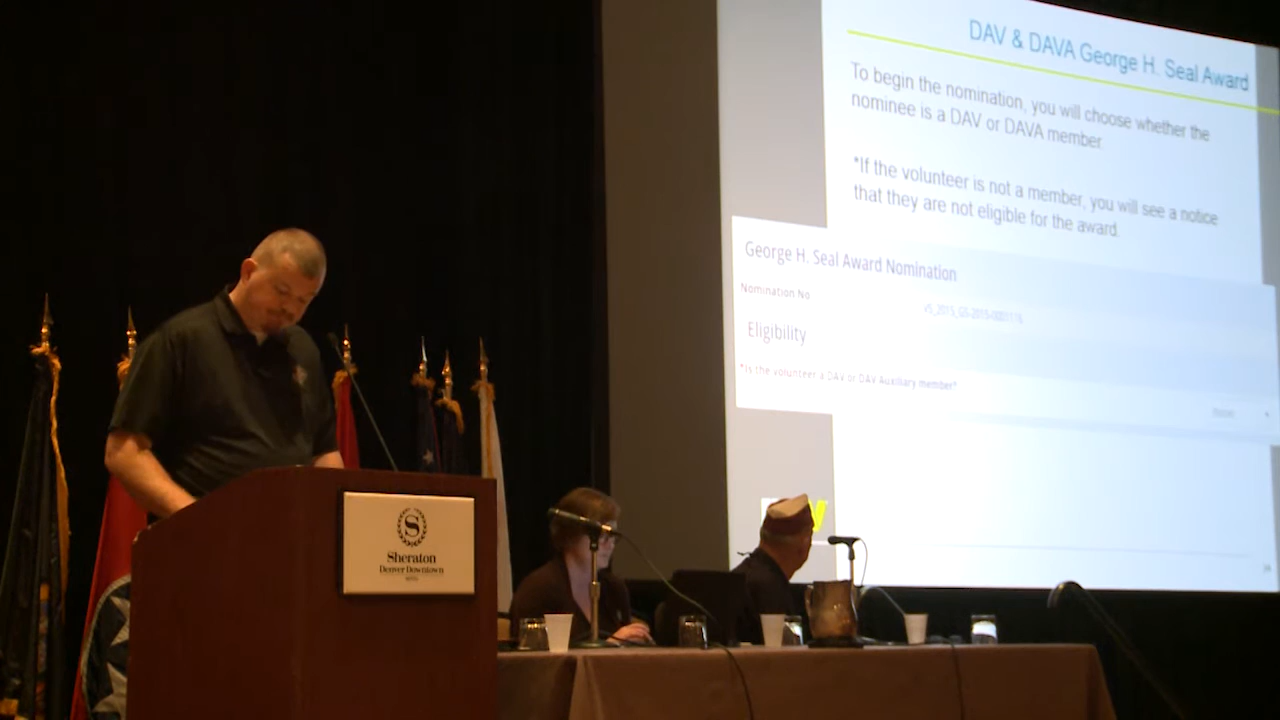 DAV & DAVA George H. Seal Award
To begin the nomination, you will choose whether the
nominee is a DAV or DAVA member
*If the volunteer is not a member, you will see a notice
that they are not eligible for the award.
George H. Seal Award Nomination
Nomination No
Eligibility
*Is the volunteer a DAV or DAV Auxiliary member*
S
Sheraton
Denver Downtown
HOTEL